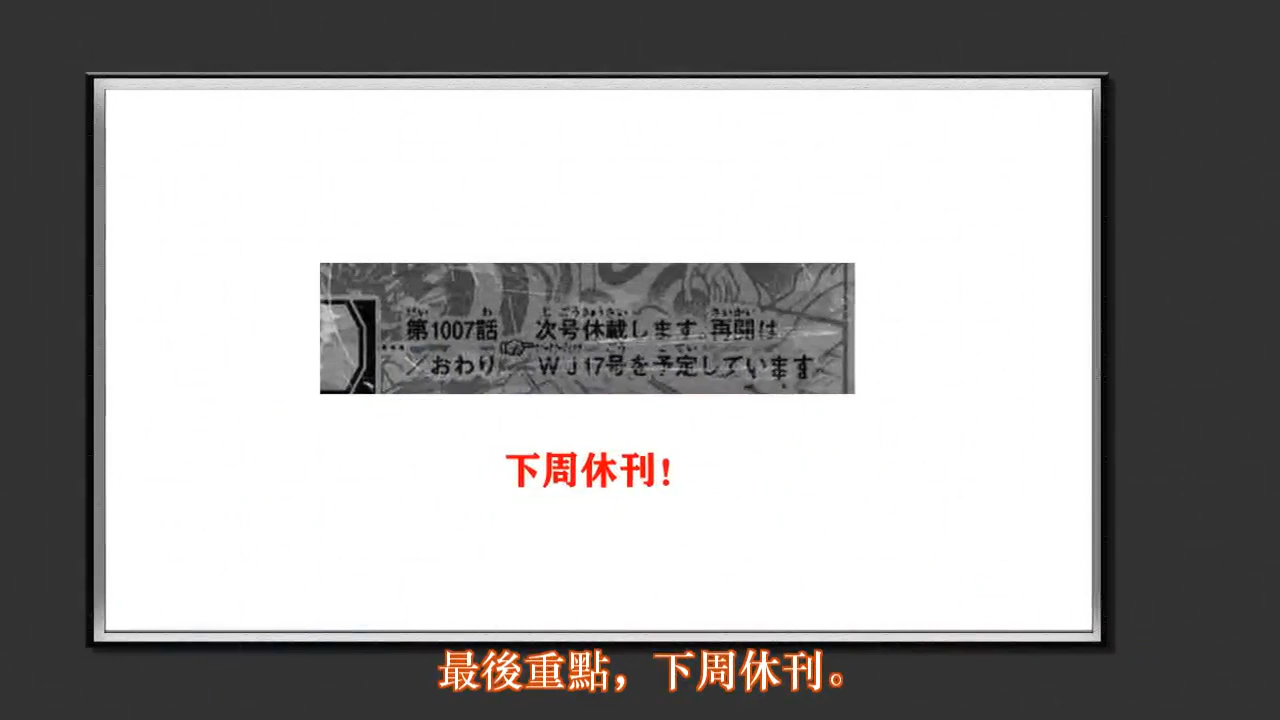 第1007話
／おわり
次号休載します。再開は
WJ17号を予定しています
下周休刊!
最後重點，下周休刊。